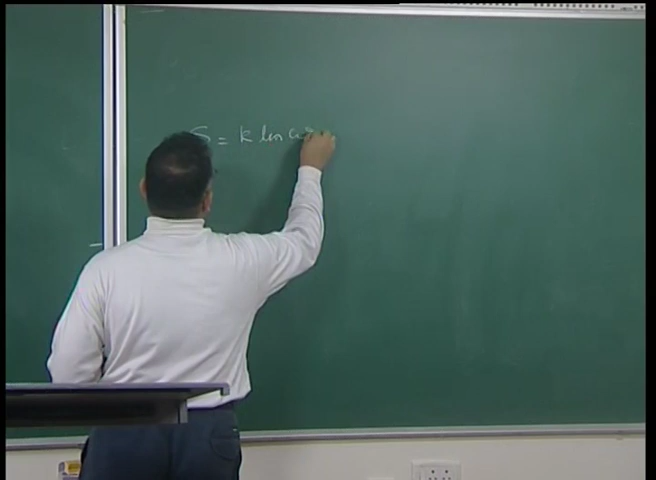 S = k ln